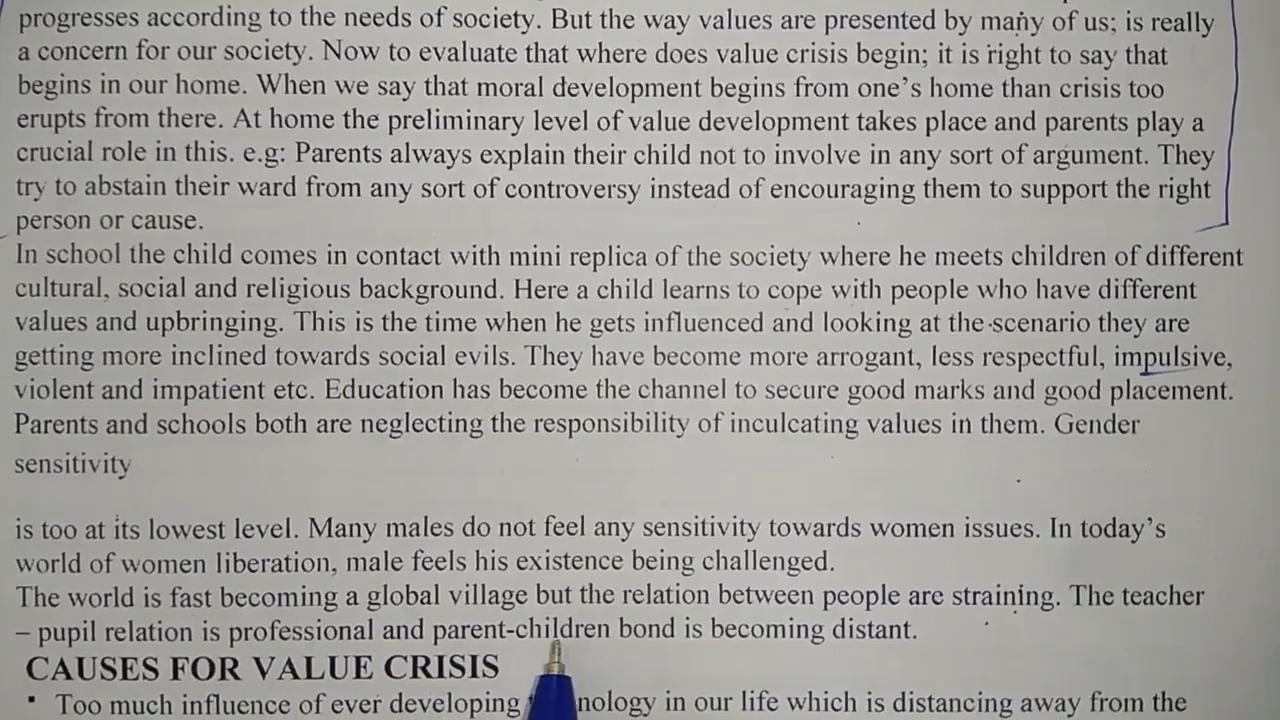 progresses according to the needs of society. But the way values are presented by many of us; is really
a concern for our society. Now to evaluate that where does value crisis begin; it is right to say that
begins in our home. When we say that moral development begins from one's home than crisis too
erupts from there. At home the preliminary level of value development takes place and parents play a
crucial role in this. e.g: Parents always explain their child not to involve in any sort of argument. They
try to abstain their ward from any sort of controversy instead of encouraging them to support the right
person or cause.
In school the child comes in contact with mini replica of the society where he meets children of different
cultural, social and religious background. Here a child learns to cope with people who have different
values and upbringing. This is the time when he gets influenced and looking at the scenario they are
getting more inclined towards social evils. They have become more arrogant, less respectful, impulsive,
violent and impatient etc. Education has become the channel to secure good marks and good placement.
Parents and schools both are neglecting the responsibility of inculcating values in them. Gender
sensitivity
is too at its lowest level. Many males do not feel any sensitivity towards women issues. In today's
world of women liberation, male feels his existence being challenged.
The world is fast becoming a global village but the relation between people are straining. The teacher
– pupil relation is professional and parent-children bond is becoming distant.
CAUSES FOR VALUE CRISIS
▪ Too much influence of ever developing nology in our life which is distancing away from the